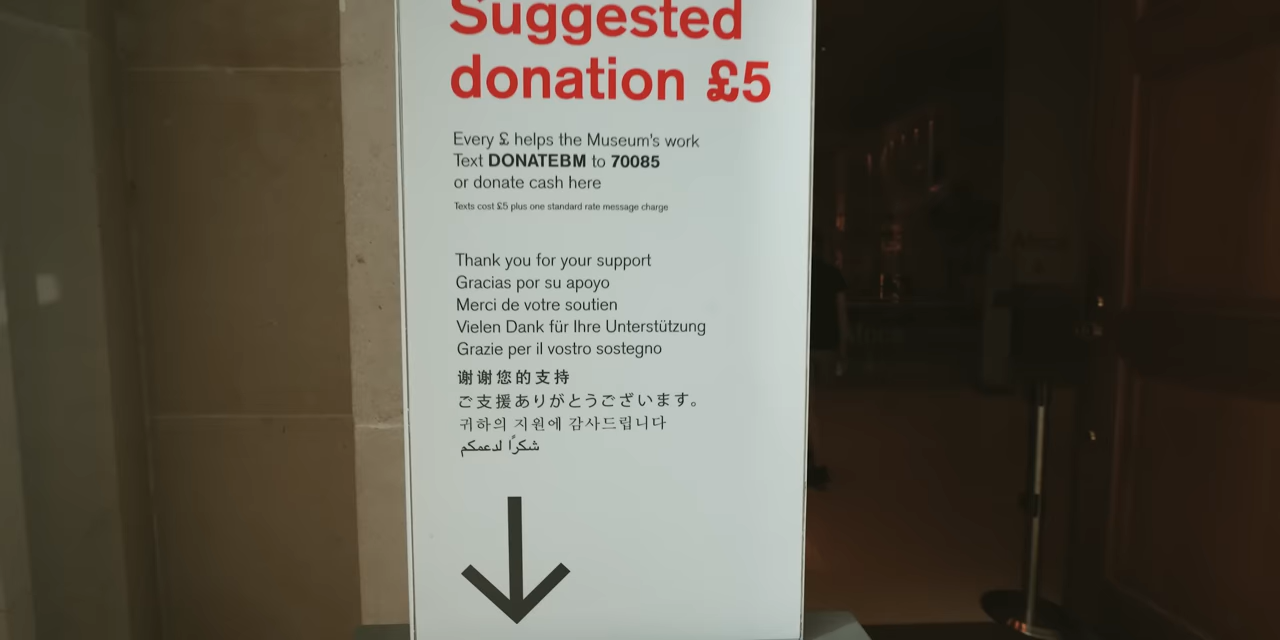 Suggested
donation £5
Every £ helps the Museum's work
Text DONATEBM to 70085
or donate cash here
Texts cost £5 plus one standard rate message charge
Thank you for your support
Gracias por su apoyo
Merci de votre soutien
Vielen Dank für Ihre Unterstützung
Grazie per il vostro sostegno
谢谢您的支持
ご支援ありがとうございます。
귀하의 지원에 감사드립니다
شكرًا لدعمكم